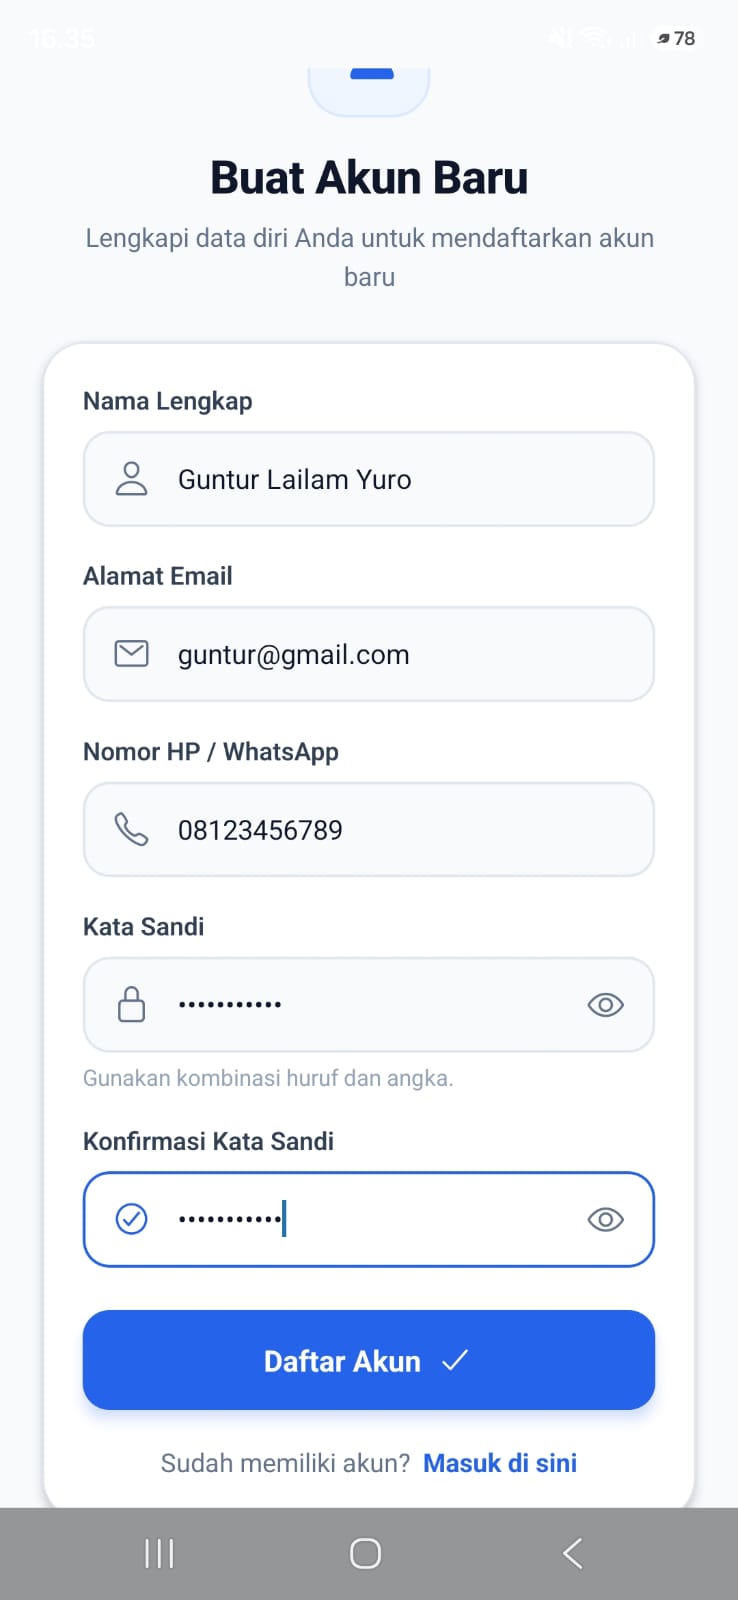 16.35
78
Buat Akun Baru
Lengkapi data diri Anda untuk mendaftarkan akun
baru
Nama Lengkap
Guntur Lailam Yuro
Alamat Email
guntur@gmail.com
Nomor HP / WhatsApp
08123456789
Kata Sandi
•••••••••••
Gunakan kombinasi huruf dan angka.
Konfirmasi Kata Sandi
•••••••••••
Daftar Akun
Sudah memiliki akun? Masuk di sini